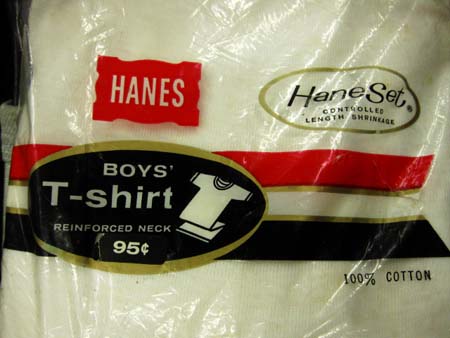 HANES
HaneSet®
CONTROLLED
LENGTH SHRINKAGE
BOYS'
T-shirt
REINFORCED NECK
95¢
100% COTTON